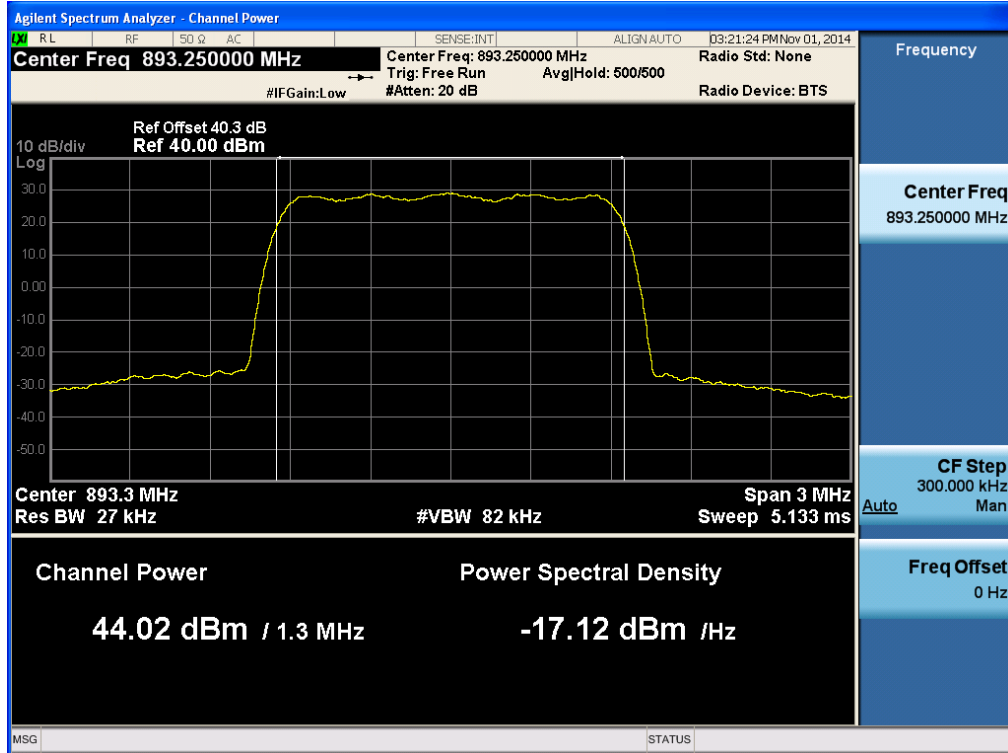 Agilent Spectrum Analyzer - Channel Power
LXI RL RF 50 Ω AC SENSE:INT ALIGN AUTO 03:21:24 PM Nov 01, 2014
Center Freq 893.250000 MHz
Center Freq: 893.250000 MHz Radio Std: None
Trig: Free Run Avg|Hold: 500/500
#IFGain:Low #Atten: 20 dB Radio Device: BTS
Ref Offset 40.3 dB
10 dB/div Ref 40.00 dBm
Log
30.0
20.0
10.0
0.00
-10.0
-20.0
-30.0
-40.0
-50.0
Center 893.3 MHz Span 3 MHz
Res BW 27 kHz #VBW 82 kHz Sweep 5.133 ms
Channel Power Power Spectral Density
44.02 dBm / 1.3 MHz -17.12 dBm /Hz
MSG STATUS
Frequency
Center Freq
893.250000 MHz
CF Step
300.000 kHz
Auto Man
Freq Offset
0 Hz